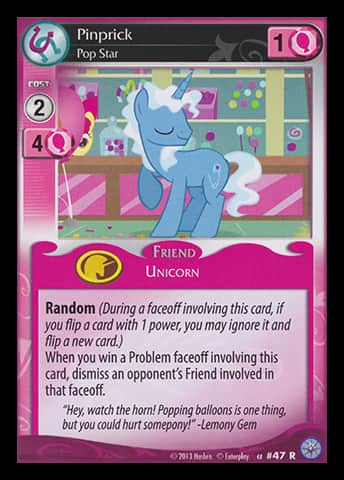 Pinprick
Pop Star
1
COST
2
4
FRIEND
UNICORN
Random (During a faceoff involving this card, if
you flip a card with 1 power, you may ignore it and
flip a new card.)
When you win a Problem faceoff involving this
card, dismiss an opponent's Friend involved in
that faceoff.
"Hey, watch the horn! Popping balloons is one thing,
but you could hurt somepony!" -Lemony Gem
© 2013 Hasbro. © Enterplay α #47 R